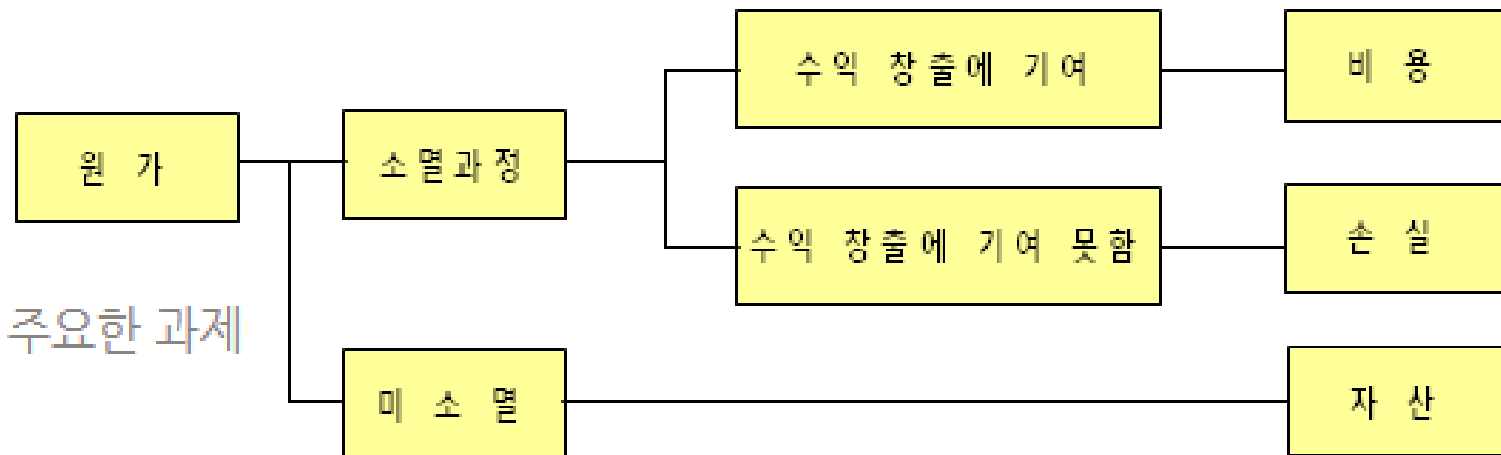 수익 창출에 기여
비 용
원 가
소멸과정
수익 창출에 기여 못함
손 실
주요한 과제
미 소 멸
자 산